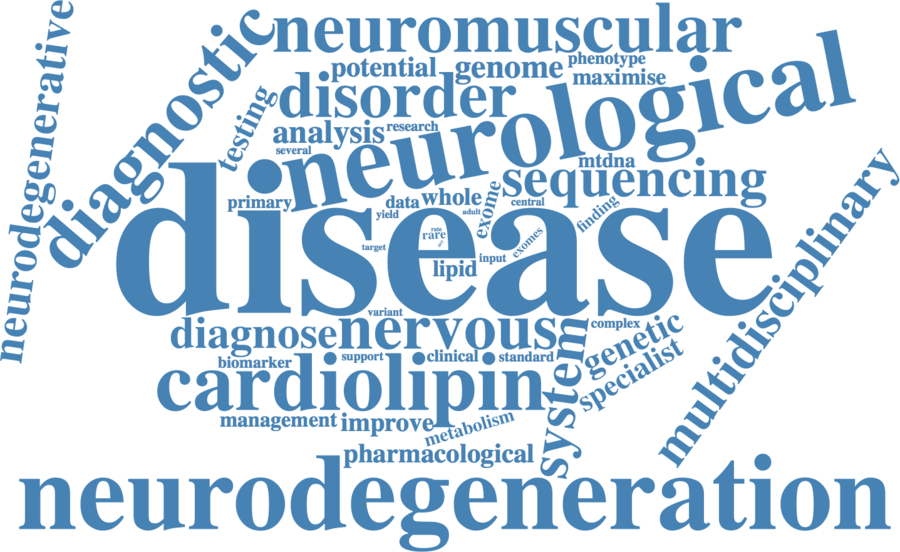 neurodegenerative
diagnostic
neuromuscular
potential
genome
phenotype
maximise
disorder
neurological
testing
analysis
research
several
mtdna
sequencing
primary
data
whole
exome
central
yield
adult
finding
disease
rate
rare
target
lipid
input
exomes
multidisciplinary
variant
diagnose
nervous
complex
genetic
specialist
system
biomarker
support
clinical
standard
cardiolipin
management
improve
metabolism
pharmacological
neurodegeneration